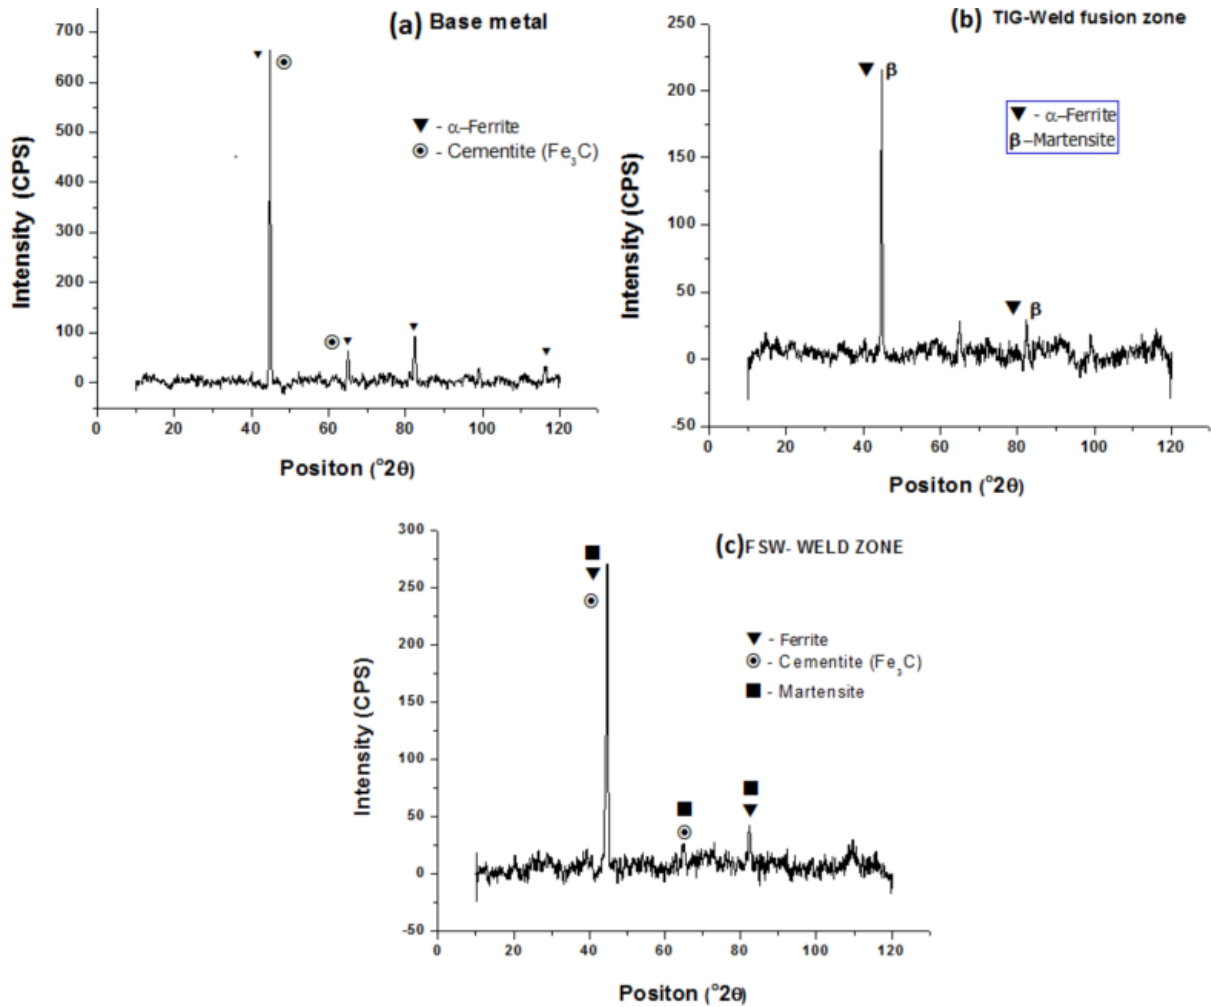 (a) Base metal
700
600
500
400
300
200
100
0
Intensity (CPS)
▼ - α–Ferrite
- Cementite (Fe₃C)
0 20 40 60 80 100 120
Positon (°2θ)
(b) TIG-Weld fusion zone
250
200
150
100
50
0
-50
Intensity (CPS)
β
β
▼ - α–Ferrite
β–Martensite
0 20 40 60 80 100 120
Positon (°2θ)
(c) FSW- WELD ZONE
300
250
200
150
100
50
0
-50
Intensity (CPS)
▼ - Ferrite
- Cementite (Fe₃C)
■ - Martensite
0 20 40 60 80 100 120
Positon (°2θ)